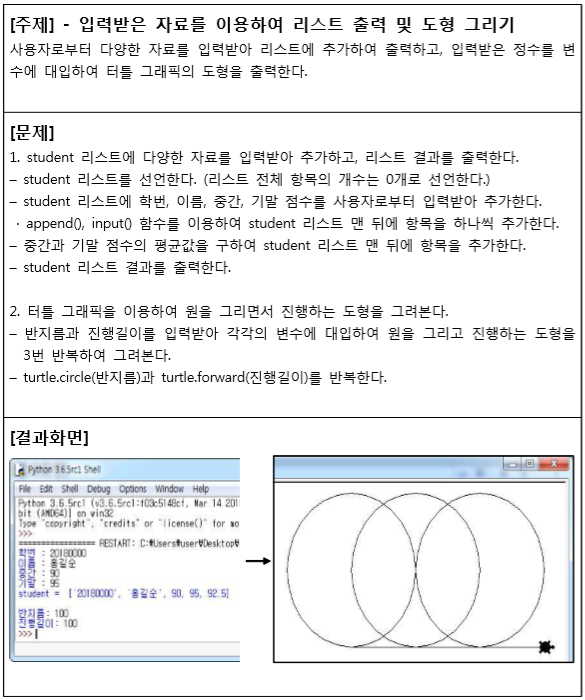 [주제] - 입력받은 자료를 이용하여 리스트 출력 및 도형 그리기
사용자로부터 다양한 자료를 입력받아 리스트에 추가하여 출력하고, 입력받은 정수를 변
수에 대입하여 터틀 그래픽의 도형을 출력한다.
[문제]
1. student 리스트에 다양한 자료를 입력받아 추가하고, 리스트 결과를 출력한다.
– student 리스트를 선언한다. (리스트 전체 항목의 개수는 0개로 선언한다.)
– student 리스트에 학번, 이름, 중간, 기말 점수를 사용자로부터 입력받아 추가한다.
· append(), input() 함수를 이용하여 student 리스트 맨 뒤에 항목을 하나씩 추가한다.
– 중간과 기말 점수의 평균값을 구하여 student 리스트 맨 뒤에 항목을 추가한다.
– student 리스트 결과를 출력한다.
2. 터틀 그래픽을 이용하여 원을 그리면서 진행하는 도형을 그려본다.
– 반지름과 진행길이를 입력받아 각각의 변수에 대입하여 원을 그리고 진행하는 도형을
3번 반복하여 그려본다.
– turtle.circle(반지름)과 turtle.forward(진행길이)를 반복한다.
[결과화면]
Python 3.6.5rc1 Shell
File Edit Shell Debug Options Window Help
Python 3.6.5rc1 (v3.6.5rc1:f03c5148cf, Mar 14 201
bit (AMD64)] on win32
Type "copyright", "credits" or "license()" for mo
>>>
================ RESTART: C:\Users\user\Desktop\
학번 : 20180000
이름 : 홍길순
중간 : 90
기말 : 95
student = ['20180000', '홍길순', 90, 95, 92.5]
반지름: 100
진행길이: 100
>>>